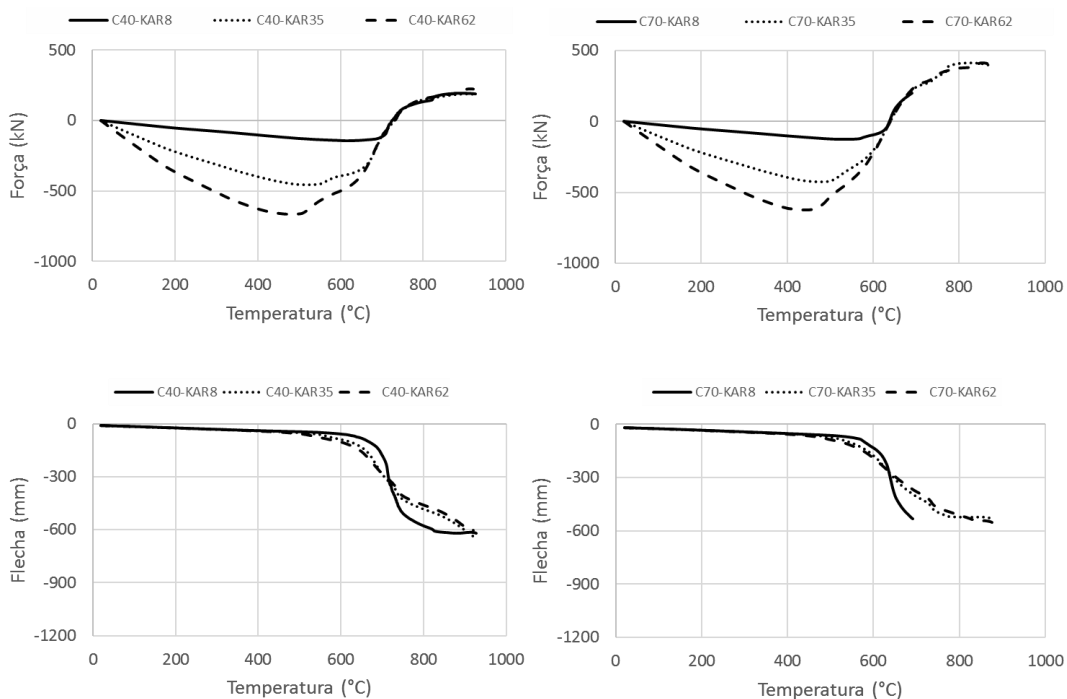 C40-KAR8 C40-KAR35 C40-KAR62
500
0
-500
-1000
Força (kN)
0 200 400 600 800 1000
Temperatura (°C)
C70-KAR8 C70-KAR35 C70-KAR62
500
0
-500
-1000
Força (kN)
0 200 400 600 800 1000
Temperatura (°C)
C40-KAR8 C40-KAR35 C40-KAR62
0
-300
-600
-900
-1200
Flecha (mm)
0 200 400 600 800 1000
Temperatura (°C)
C70-KAR8 C70-KAR35 C70-KAR62
0
-300
-600
-900
-1200
Flecha (mm)
0 200 400 600 800 1000
Temperatura (°C)